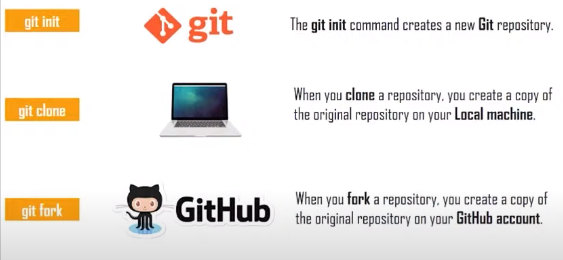 git init
git
The git init command creates a new Git repository.
git clone
When you clone a repository, you create a copy of
the original repository on your Local machine.
git fork
GitHub
When you fork a repository, you create a copy of
the original repository on your GitHub account.